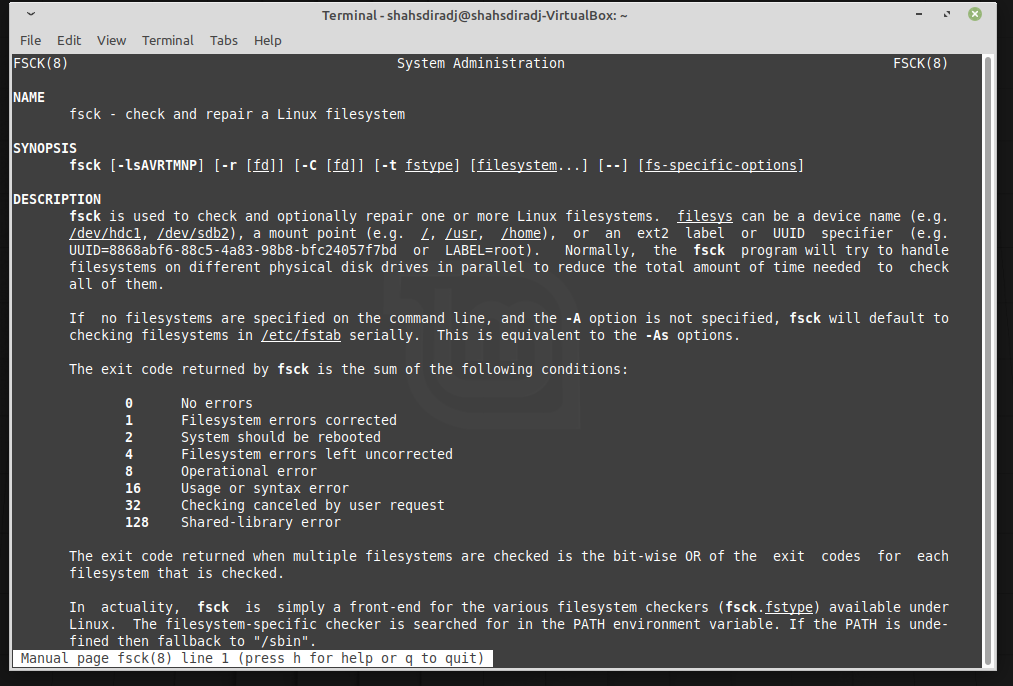 Terminal - shahsdiradj@shahsdiradj-VirtualBox: ~
File Edit View Terminal Tabs Help
FSCK(8) System Administration FSCK(8)
NAME
fsck - check and repair a Linux filesystem
SYNOPSIS
fsck [-lsAVRTMNP] [-r [fd]] [-C [fd]] [-t fstype] [filesystem...] [--] [fs-specific-options]
DESCRIPTION
fsck is used to check and optionally repair one or more Linux filesystems. filesys can be a device name (e.g.
/dev/hdc1, /dev/sdb2), a mount point (e.g. /, /usr, /home), or an ext2 label or UUID specifier (e.g.
UUID=8868abf6-88c5-4a83-98b8-bfc24057f7bd or LABEL=root). Normally, the fsck program will try to handle
filesystems on different physical disk drives in parallel to reduce the total amount of time needed to check
all of them.
If no filesystems are specified on the command line, and the -A option is not specified, fsck will default to
checking filesystems in /etc/fstab serially. This is equivalent to the -As options.
The exit code returned by fsck is the sum of the following conditions:
0 No errors
1 Filesystem errors corrected
2 System should be rebooted
4 Filesystem errors left uncorrected
8 Operational error
16 Usage or syntax error
32 Checking canceled by user request
128 Shared-library error
The exit code returned when multiple filesystems are checked is the bit-wise OR of the exit codes for each
filesystem that is checked.
In actuality, fsck is simply a front-end for the various filesystem checkers (fsck.fstype) available under
Linux. The filesystem-specific checker is searched for in the PATH environment variable. If the PATH is unde-
fined then fallback to "/sbin".
Manual page fsck(8) line 1 (press h for help or q to quit)